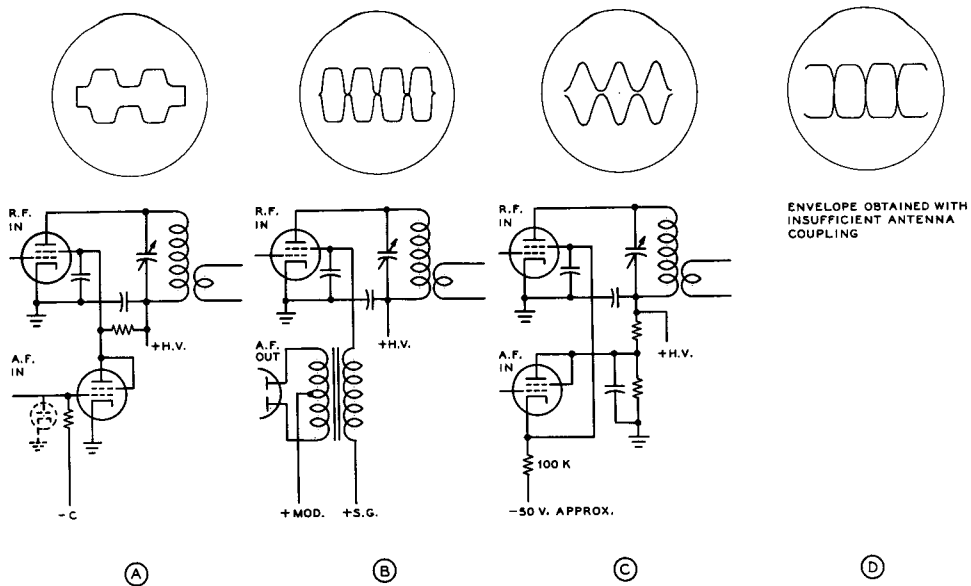 R.F.
IN
A.F.
IN
+H.V.
-C
R.F.
IN
A.F.
OUT
+H.V.
+MOD.
+S.G.
R.F.
IN
A.F.
IN
+H.V.
100 K
-50 V. APPROX.
ENVELOPE OBTAINED WITH
INSUFFICIENT ANTENNA
COUPLING
A
B
C
D